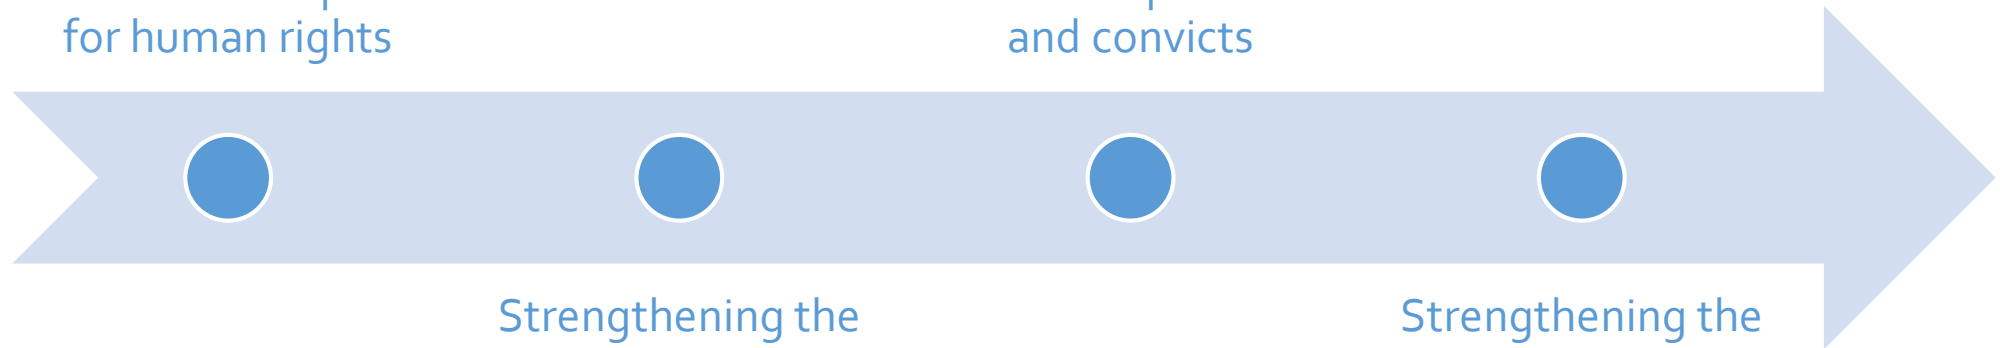 for human rights
and convicts
Strengthening the
Strengthening the